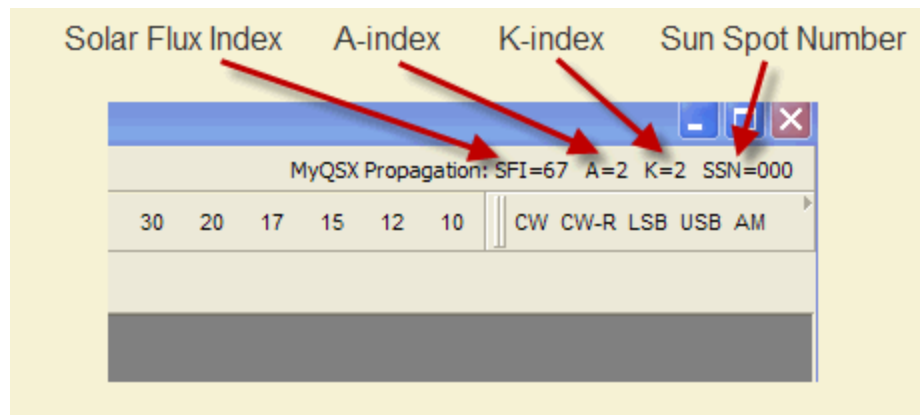 Solar Flux Index A-index K-index Sun Spot Number
MyQSX Propagation: SFI=67 A=2 K=2 SSN=000
30 20 17 15 12 10 CW CW-R LSB USB AM